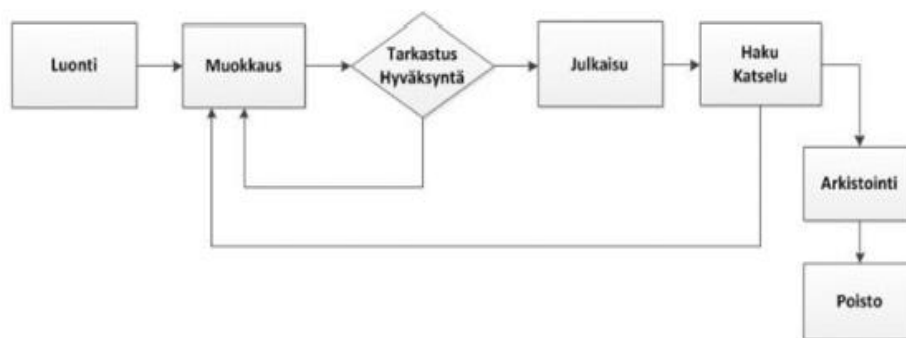 Luonti
Muokkaus
Tarkastus
Hyväksyntä
Julkaisu
Haku
Katselu
Arkistointi
Poisto